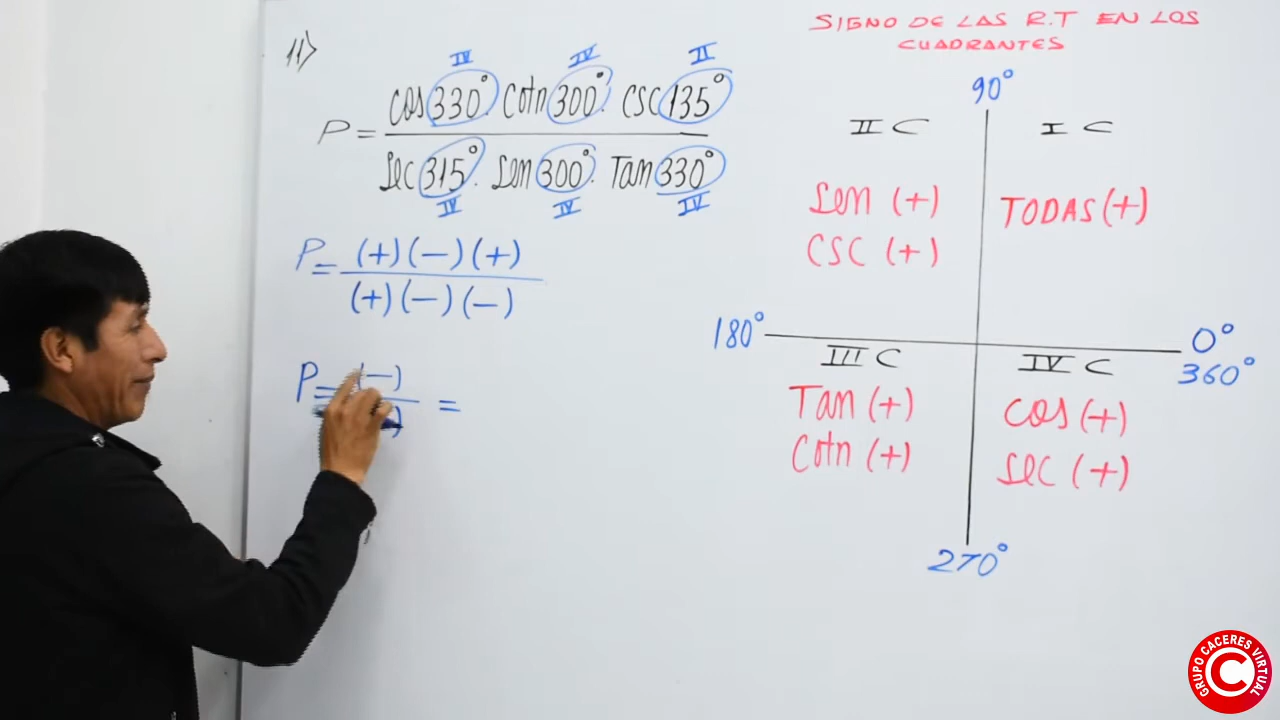 SIGNO DE LAS R.T EN LOS
CUADRANTES
11)
IV IV II
P = Cos 330° . Cotn 300° . CSC 135°
Sec 315° . Sen 300° . Tan 330°
IV IV IV
P = (+) (-) (+)
(+) (-) (-)
P = (-)
) =
90°
II C I C
Sen (+)
CSC (+)
TODAS (+)
180° 0°
360°
III C IV C
Tan (+)
Cotn (+)
Cos (+)
Sec (+)
270°
GRUPO CACERES VIRTUAL
C